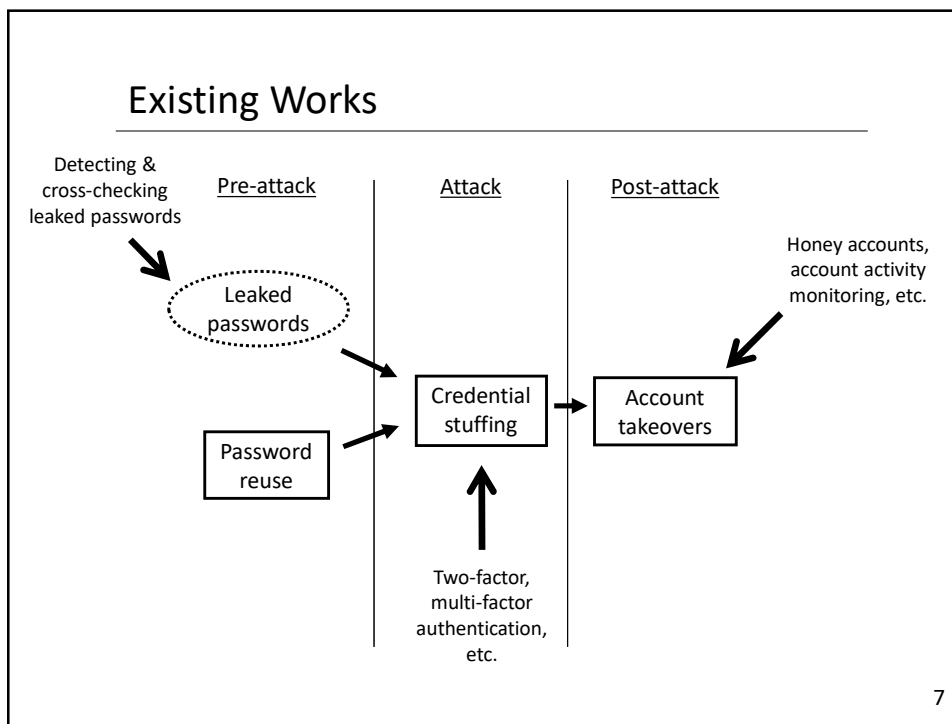 Existing Works
Detecting &
cross-checking
leaked passwords
Pre-attack
Attack
Post-attack
Honey accounts,
account activity
monitoring, etc.
Leaked
passwords
Credential
stuffing
Account
takeovers
Password
reuse
Two-factor,
multi-factor
authentication,
etc.
7